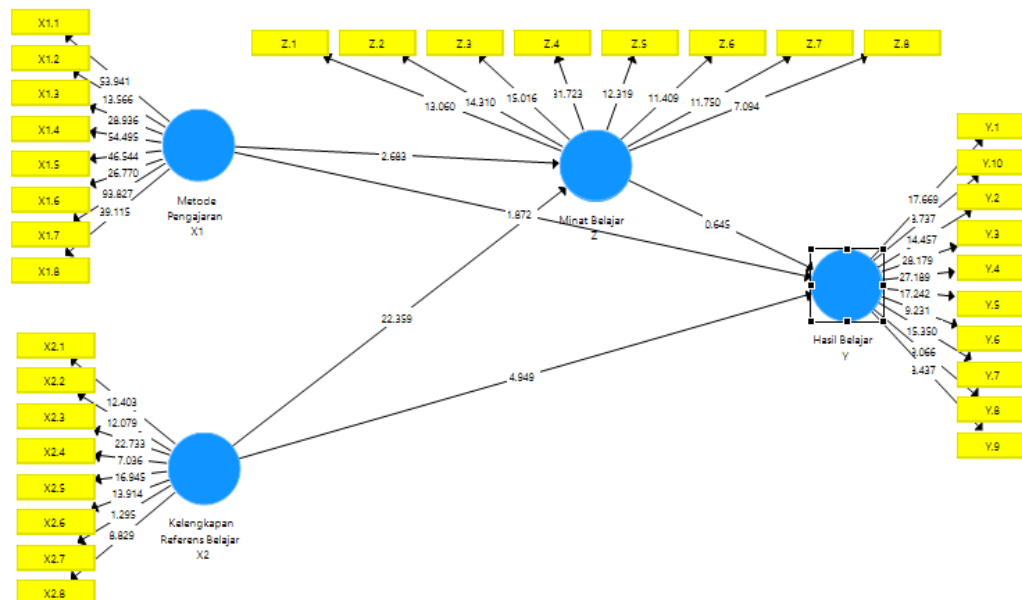 X1.1
X1.2
X1.3
X1.4
X1.5
X1.6
X1.7
X1.8
53.941
13.566
28.936
54.495
46.544
26.770
93.827
39.115
Metode
Pengajaran
X1
Z.1
Z.2
Z.3
Z.4
Z.5
Z.6
Z.7
Z.8
13.060
14.310
15.016
31.723
12.319
11.409
11.750
7.094
Minat Belajar
Z
2.683
1.872
0.645
22.359
4.949
X2.1
X2.2
X2.3
X2.4
X2.5
X2.6
X2.7
X2.8
12.403
12.079
22.733
7.036
16.945
13.914
1.295
8.829
Kelengkapan
Referens Belajar
X2
Y.1
Y.10
Y.2
Y.3
Y.4
Y.5
Y.6
Y.7
Y.8
Y.9
17.669
3.737
14.457
28.179
27.189
17.242
9.231
15.350
3.437
Hasil Belajar
Y